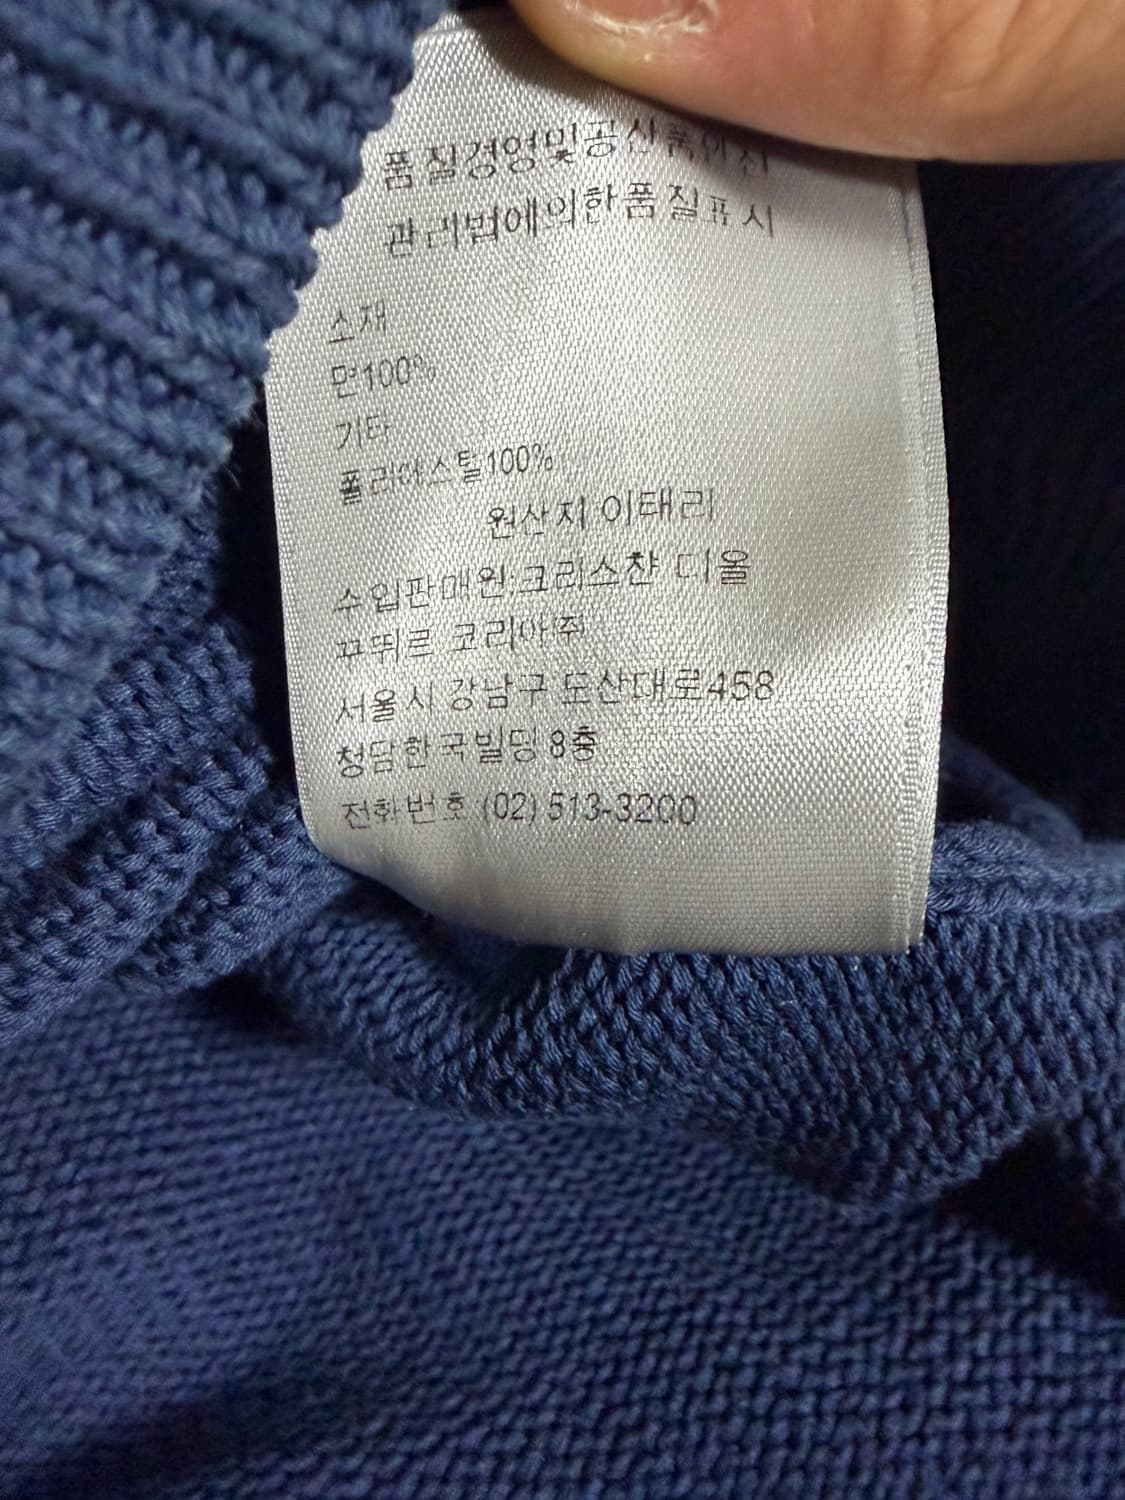 품질경영및공산품안전
관리법에의한품질표시
소재
면100%
기타
폴리에스텔100%
원산지 이태리
수입판매원:크리스챤 디올
꾸뛰르 코리아㈜
서울시 강남구 도산대로458
청담한국빌딩 8층
전화번호 (02) 513-3200